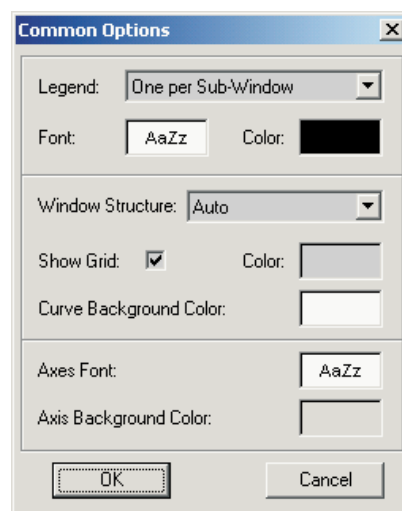 Common Options
Legend: One per Sub-Window
Font: AaZz Color:
Window Structure: Auto
Show Grid: Color:
Curve Background Color:
Axes Font: AaZz
Axis Background Color:
OK Cancel